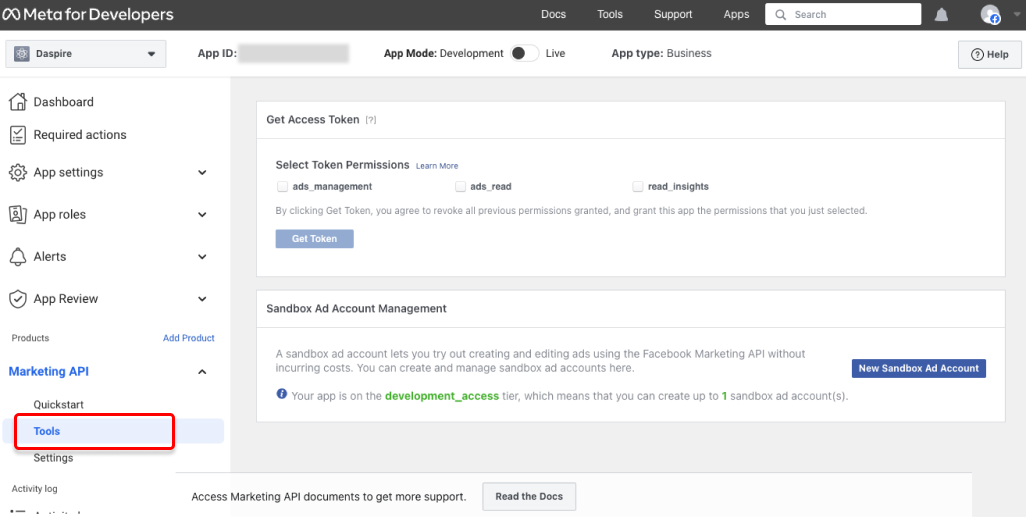 Meta for Developers
Docs
Tools
Support
Apps
Search
Daspire
App ID:
App Mode: Development
Live
App type: Business
Help
Dashboard
Required actions
App settings
App roles
Alerts
App Review
Products
Add Product
Marketing API
Quickstart
Tools
Settings
Activity log
Get Access Token [?]
Select Token Permissions Learn More
ads_management
ads_read
read_insights
By clicking Get Token, you agree to revoke all previous permissions granted, and grant this app the permissions that you just selected.
Get Token
Sandbox Ad Account Management
A sandbox ad account lets you try out creating and editing ads using the Facebook Marketing API without
incurring costs. You can create and manage sandbox ad accounts here.
New Sandbox Ad Account
Your app is on the development_access tier, which means that you can create up to 1 sandbox ad account(s).
Access Marketing API documents to get more support.
Read the Docs